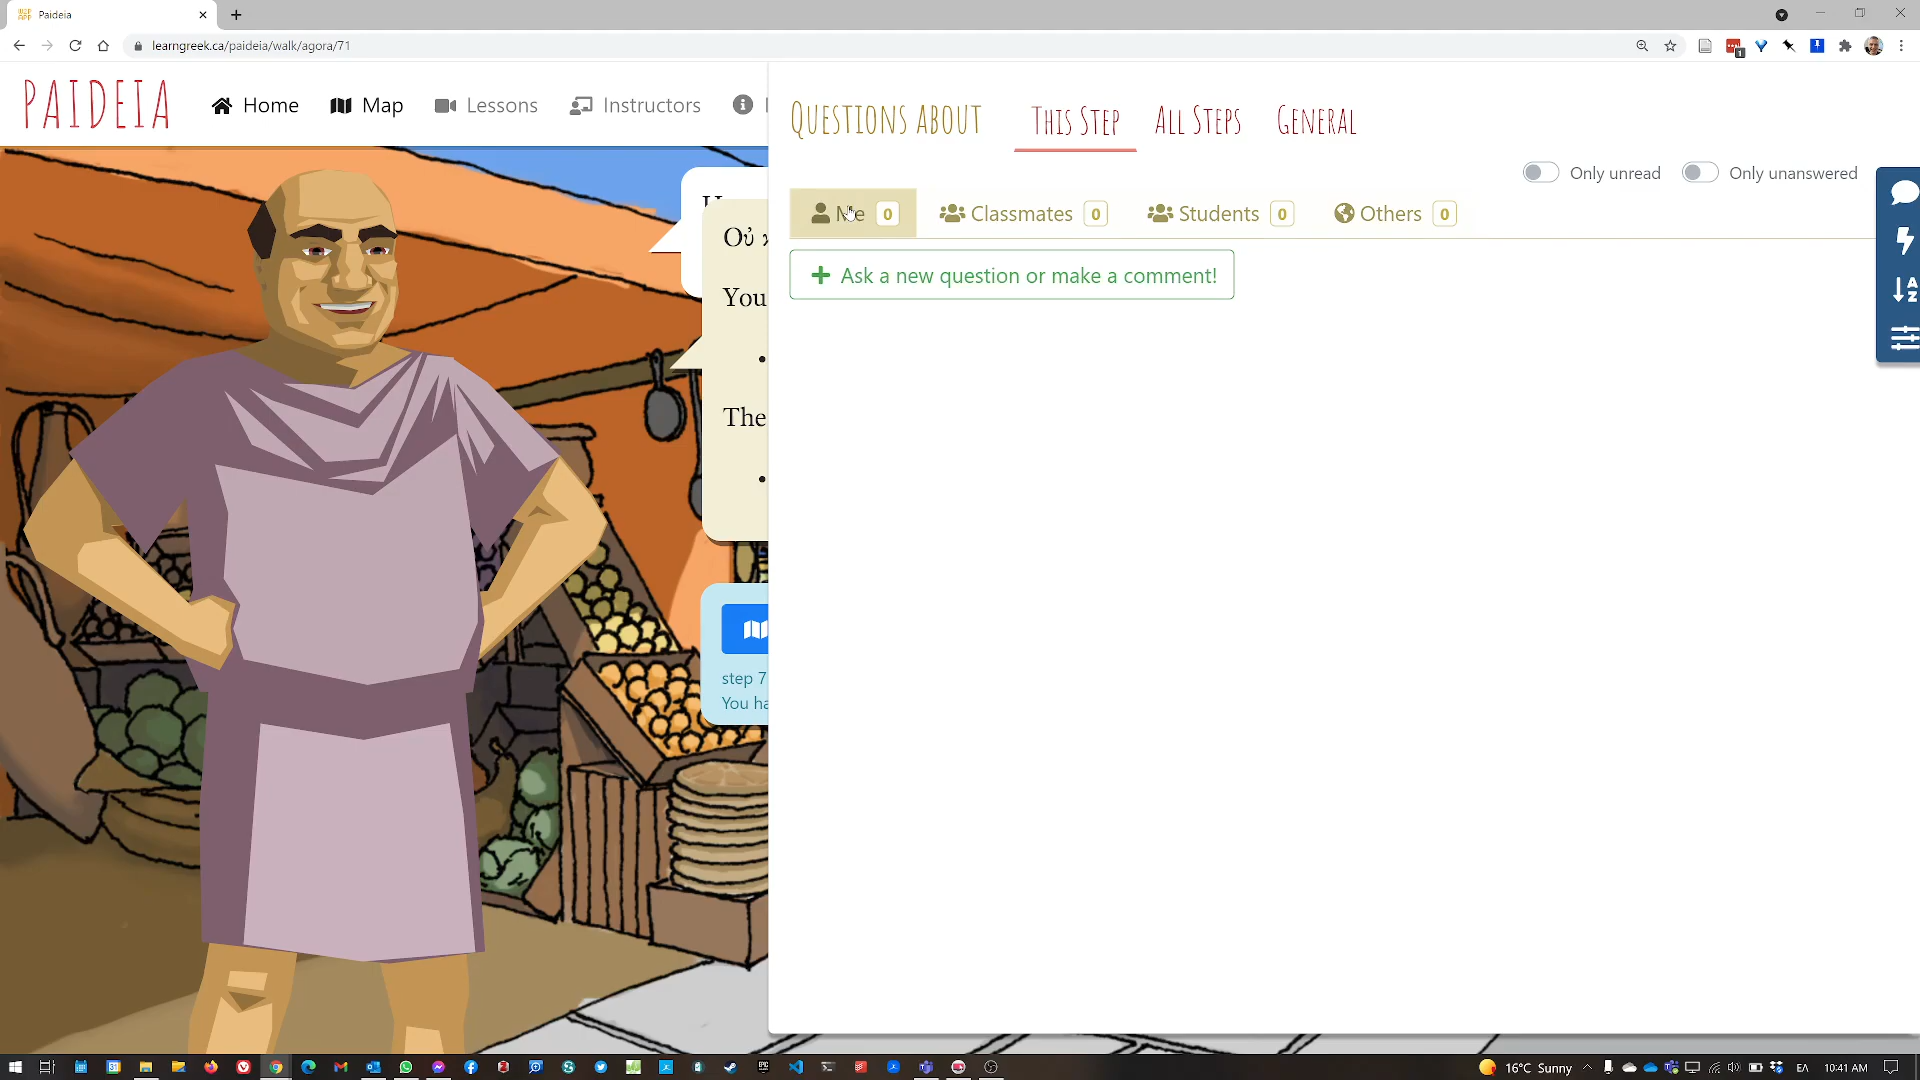 Paideia
learngreek.ca/paideia/walk/agora/71
PAIDEIA
Home
Map
Lessons
Instructors
QUESTIONS ABOUT
THIS STEP
ALL STEPS
GENERAL
Only unread
Only unanswered
Me 0
Classmates 0
Students 0
Others 0
Ask a new question or make a comment!
Οὐ
You
The
step 7
You ha
16°C Sunny
ΕΛ
10:41 AM